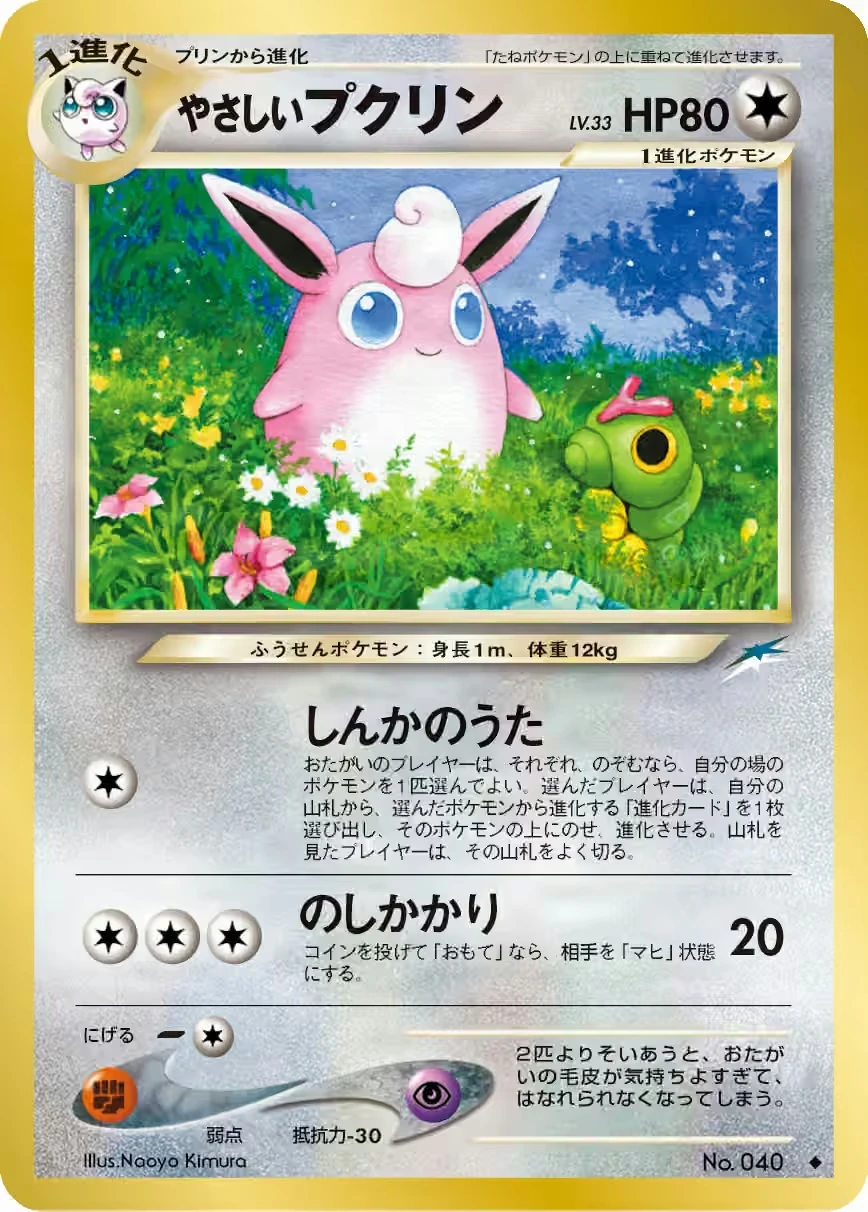 1進化
プリンから進化
「たねポケモン」の上に重ねて進化させます。
やさしいプクリン
LV.33 HP80
1進化ポケモン
ふうせんポケモン:身長1m、体重12kg
しんかのうた
おたがいのプレイヤーは、それぞれ、のぞむなら、自分の場の
ポケモンを1匹選んでよい。選んだプレイヤーは、自分の
山札から、選んだポケモンから進化する「進化カード」を1枚
選び出し、そのポケモンの上にのせ、進化させる。山札を
見たプレイヤーは、その山札をよく切る。
のしかかり
20
コインを投げて「おもて」なら、相手を「マヒ」状態
にする。
にげる
弱点
抵抗力-30
2匹よりそいあうと、おたが
いの毛皮が気持ちよすぎて、
はなれられなくなってしまう。
Illus.Naoyo Kimura
No. 040